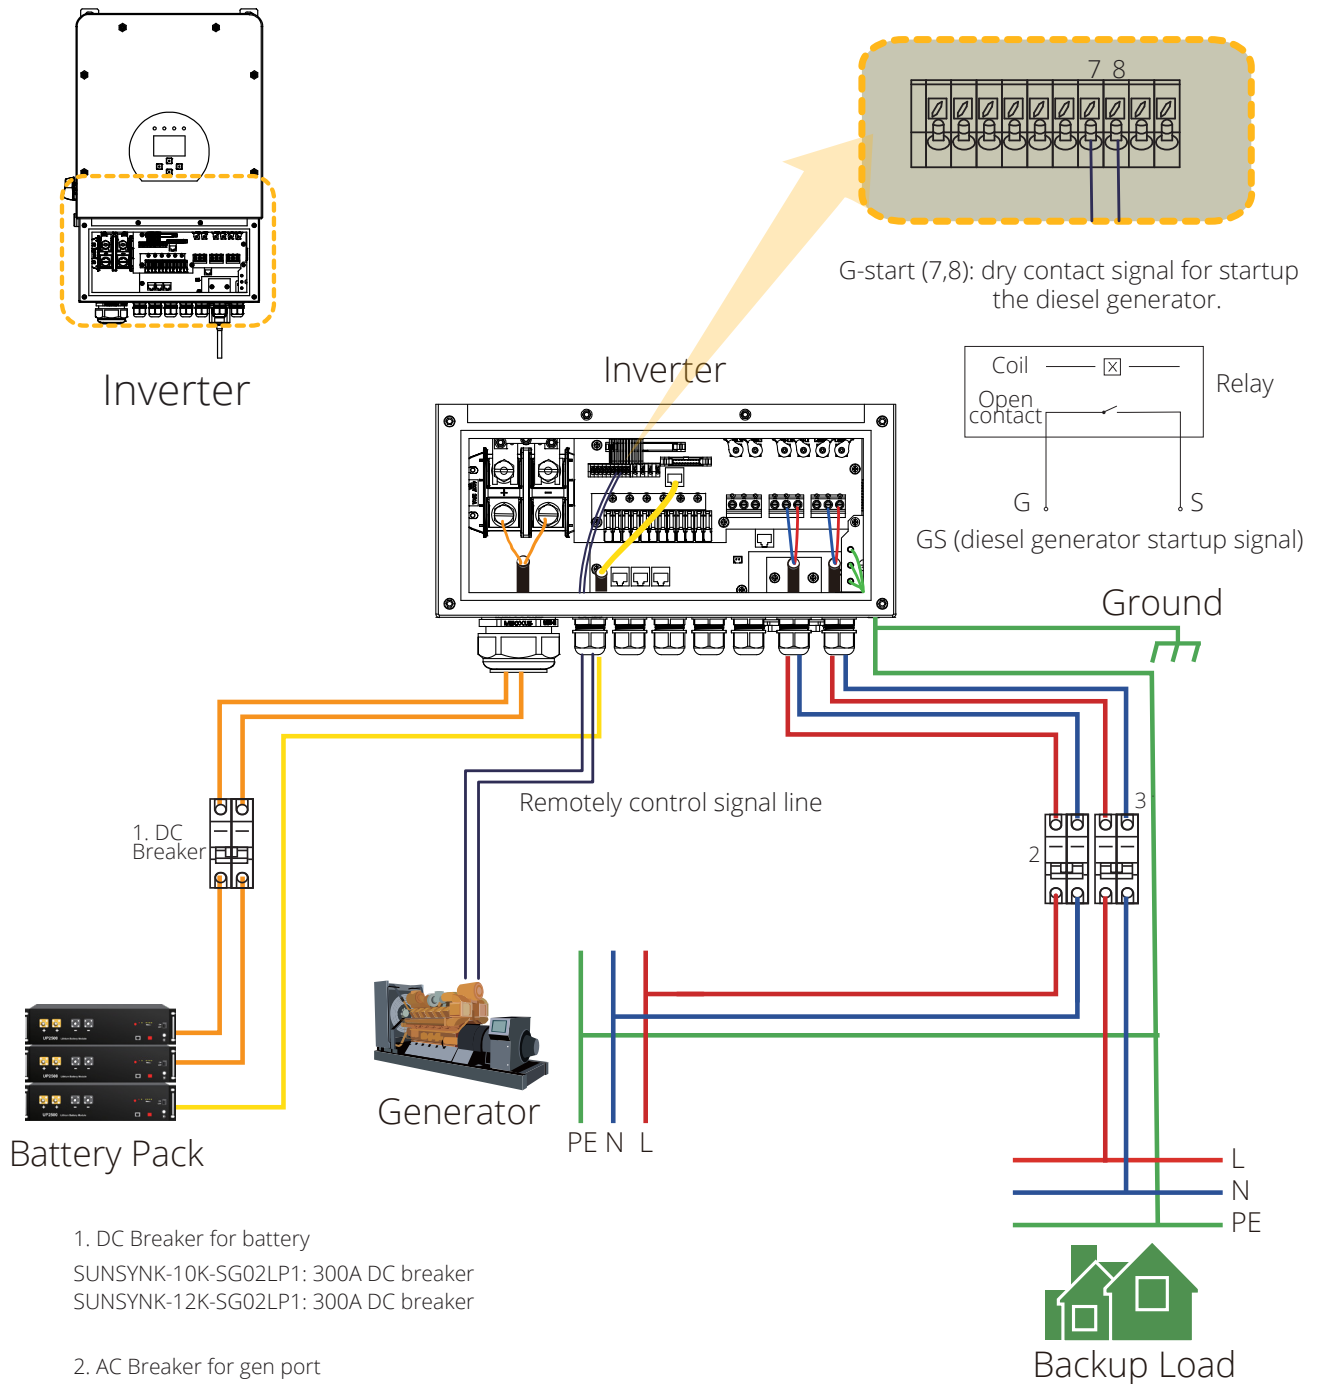 7 8
G-start (7,8): dry contact signal for startup
the diesel generator.
Inverter
Inverter
Coil
Relay
Open
contact
G
S
GS (diesel generator startup signal)
Ground
+
−
Remotely control signal line
1. DC
Breaker
2
3
Generator
PE N L
Battery Pack
L
N
PE
1. DC Breaker for battery
SUNSYNK-10K-SG02LP1: 300A DC breaker
SUNSYNK-12K-SG02LP1: 300A DC breaker
2. AC Breaker for gen port
Backup Load